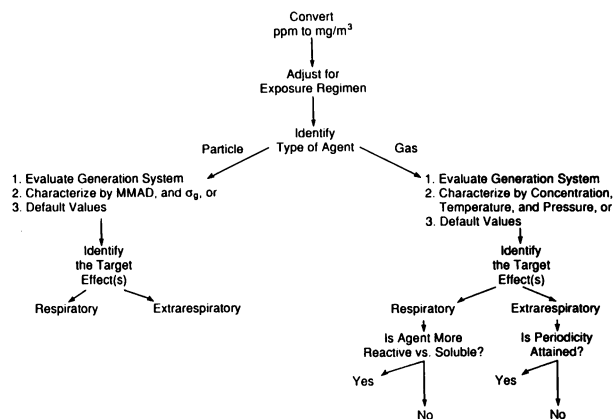 Convert
ppm to mg/m³
Adjust for
Exposure Regimen
Identify
Type of Agent
Particle
Gas
1. Evaluate Generation System
2. Characterize by MMAD, and σg, or
3. Default Values
Identify
the Target
Effect(s)
Respiratory
Extrarespiratory
1. Evaluate Generation System
2. Characterize by Concentration,
Temperature, and Pressure, or
3. Default Values
Identify
the Target
Effect(s)
Respiratory
Extrarespiratory
Is Agent More
Reactive vs. Soluble?
Is Periodicity
Attained?
Yes
No
Yes
No